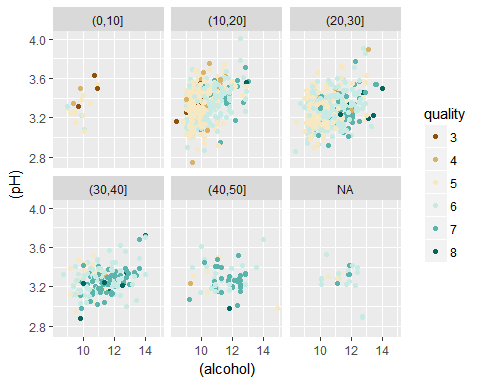 (0,10] (10,20] (20,30]
4.0
3.6
3.2
2.8
(30,40] (40,50] NA
4.0
3.6
3.2
2.8
10 12 14 10 12 14 10 12 14
(alcohol)
(pH)
quality
3
4
5
6
7
8